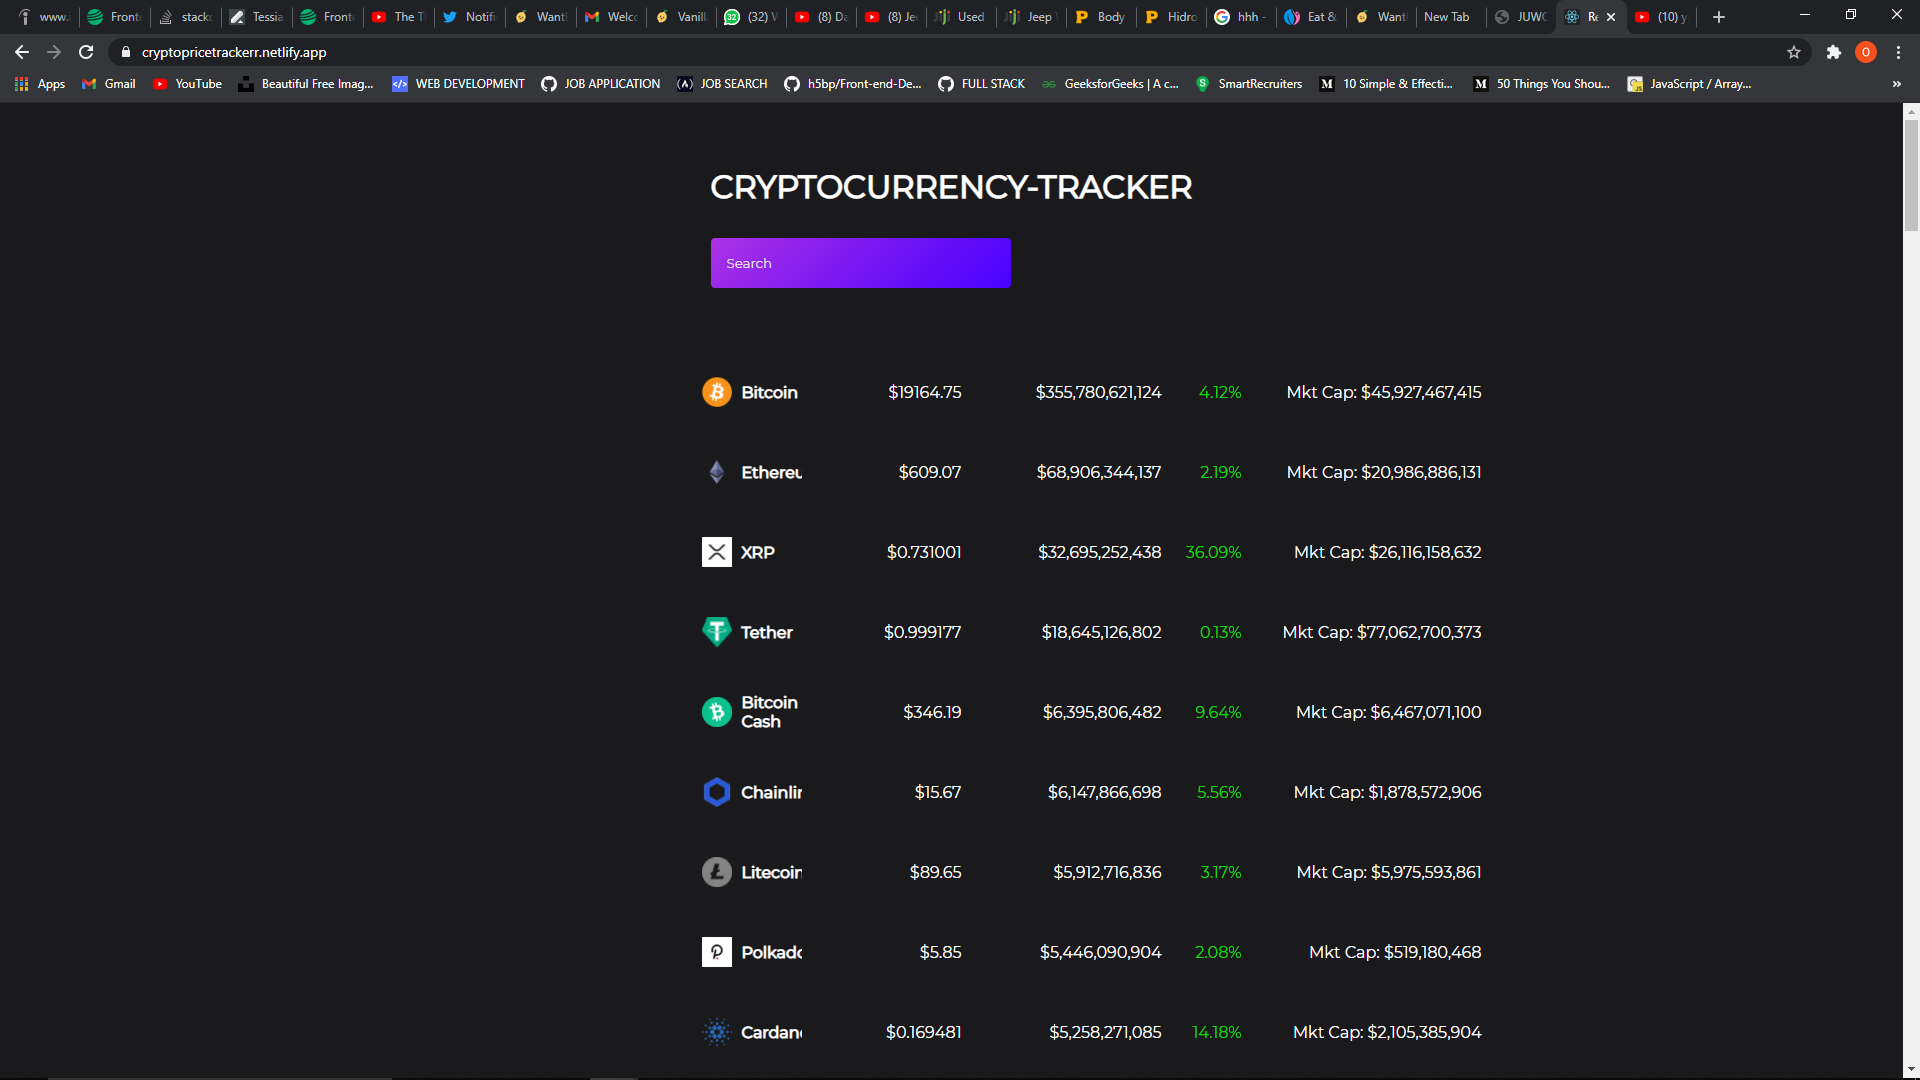 www.i
Fronte
stack
Tessia
Fronte
The T
Notifi
Want
Welc
Vanill
(32) W
(8) Da
(8) Je
Used
Jeep
Body
Hidro
hhh -
Eat &
Want
New Tab
JUWC
Re
(10) y
cryptopricetrackerr.netlify.app
O
Apps
Gmail
YouTube
Beautiful Free Imag...
WEB DEVELOPMENT
JOB APPLICATION
JOB SEARCH
h5bp/Front-end-De...
FULL STACK
GeeksforGeeks | A c...
SmartRecruiters
10 Simple & Effecti...
50 Things You Shou...
JavaScript / Array...
»
CRYPTOCURRENCY-TRACKER
Search
Bitcoin $19164.75 $355,780,621,124 4.12% Mkt Cap: $45,927,467,415
Ethereu $609.07 $68,906,344,137 2.19% Mkt Cap: $20,986,886,131
XRP $0.731001 $32,695,252,438 36.09% Mkt Cap: $26,116,158,632
Tether $0.999177 $18,645,126,802 0.13% Mkt Cap: $77,062,700,373
Bitcoin
Cash $346.19 $6,395,806,482 9.64% Mkt Cap: $6,467,071,100
Chainlin $15.67 $6,147,866,698 5.56% Mkt Cap: $1,878,572,906
Litecoin $89.65 $5,912,716,836 3.17% Mkt Cap: $5,975,593,861
Polkado $5.85 $5,446,090,904 2.08% Mkt Cap: $519,180,468
Cardano $0.169481 $5,258,271,085 14.18% Mkt Cap: $2,105,385,904